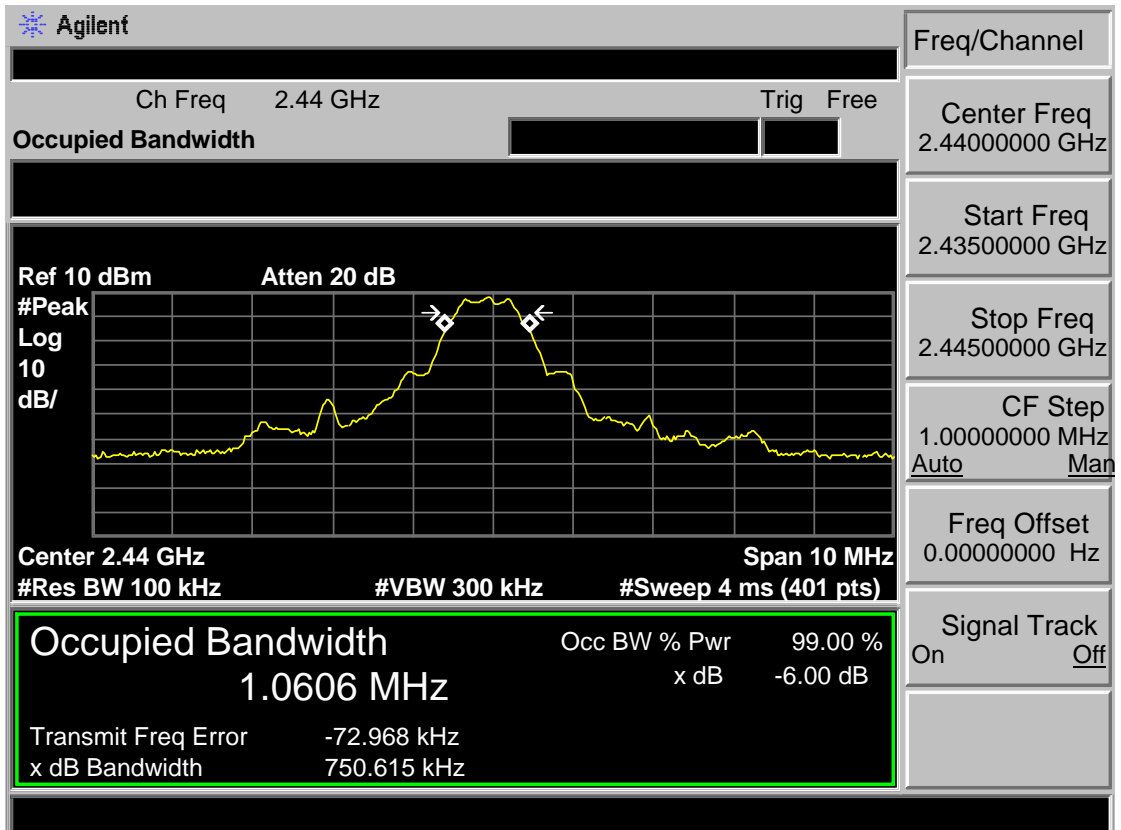 Agilent
Freq/Channel
Ch Freq 2.44 GHz Trig Free
Occupied Bandwidth
Center Freq
2.44000000 GHz
Start Freq
2.43500000 GHz
Stop Freq
2.44500000 GHz
CF Step
1.00000000 MHz
Auto Man
Freq Offset
0.00000000 Hz
Signal Track
On Off
Ref 10 dBm Atten 20 dB
#Peak
Log
10
dB/
Center 2.44 GHz Span 10 MHz
#Res BW 100 kHz #VBW 300 kHz #Sweep 4 ms (401 pts)
Occupied Bandwidth
1.0606 MHz
Occ BW % Pwr 99.00 %
x dB -6.00 dB
Transmit Freq Error -72.968 kHz
x dB Bandwidth 750.615 kHz